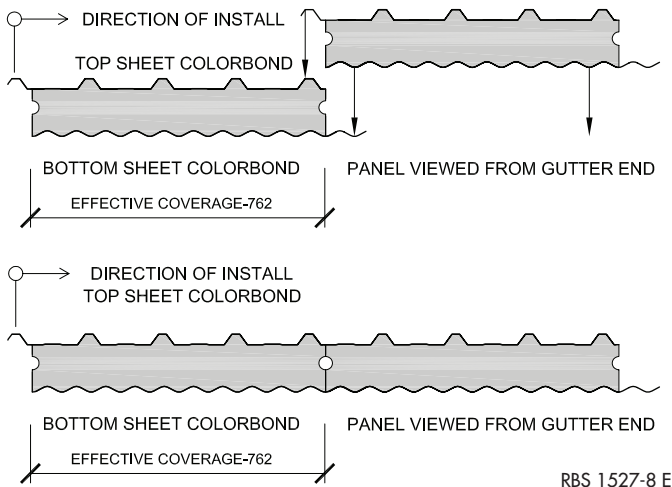 DIRECTION OF INSTALL
TOP SHEET COLORBOND
BOTTOM SHEET COLORBOND
PANEL VIEWED FROM GUTTER END
EFFECTIVE COVERAGE-762
DIRECTION OF INSTALL
TOP SHEET COLORBOND
BOTTOM SHEET COLORBOND
PANEL VIEWED FROM GUTTER END
EFFECTIVE COVERAGE-762
RBS 1527-8 E